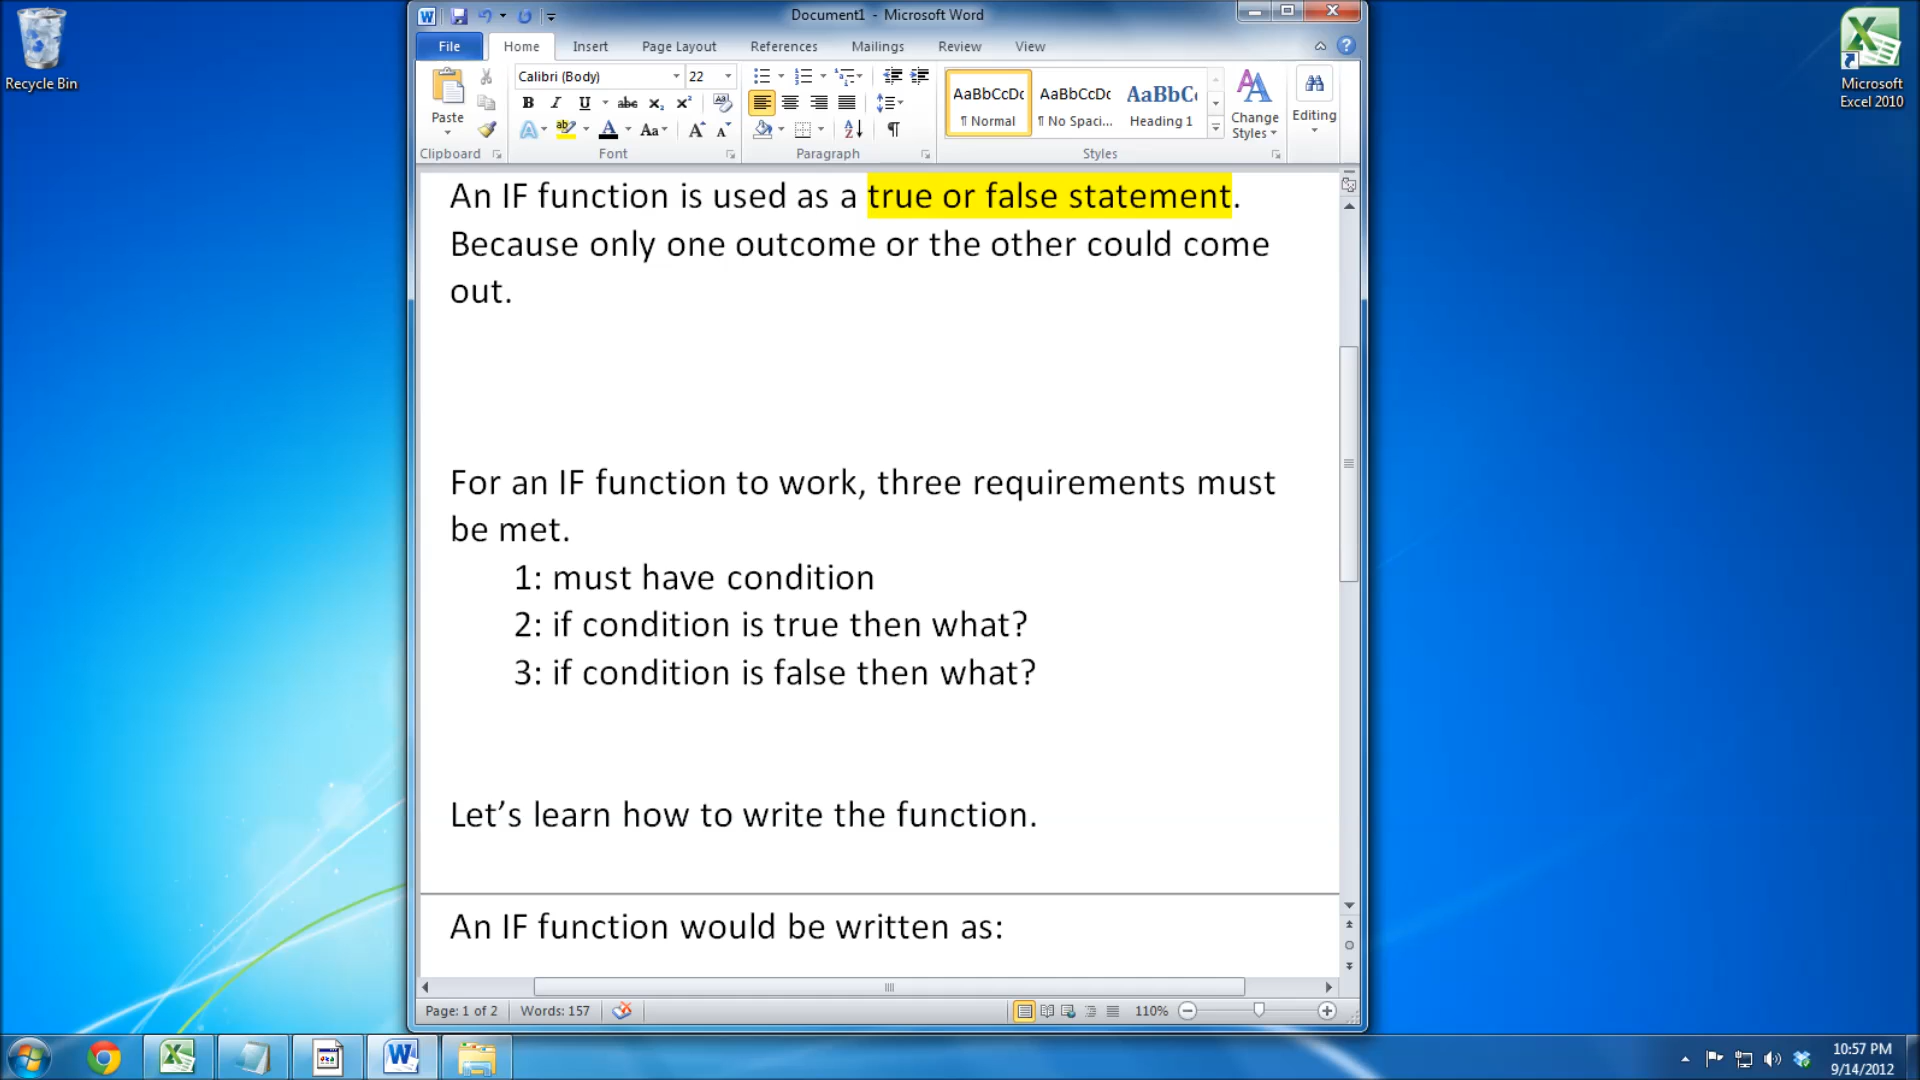 Document1 - Microsoft Word
Recycle Bin
Microsoft
Excel 2010
File Home Insert Page Layout References Mailings Review View
Calibri (Body) 22
AaBbCcDc AaBbCcDc AaBbC
¶ Normal ¶ No Spaci... Heading 1
Paste
Change
Styles
Editing
Clipboard Font Paragraph Styles
An IF function is used as a true or false statement.
Because only one outcome or the other could come
out.
For an IF function to work, three requirements must
be met.
1: must have condition
2: if condition is true then what?
3: if condition is false then what?
Let’s learn how to write the function.
An IF function would be written as:
Page: 1 of 2 Words: 157 110%
10:57 PM
9/14/2012